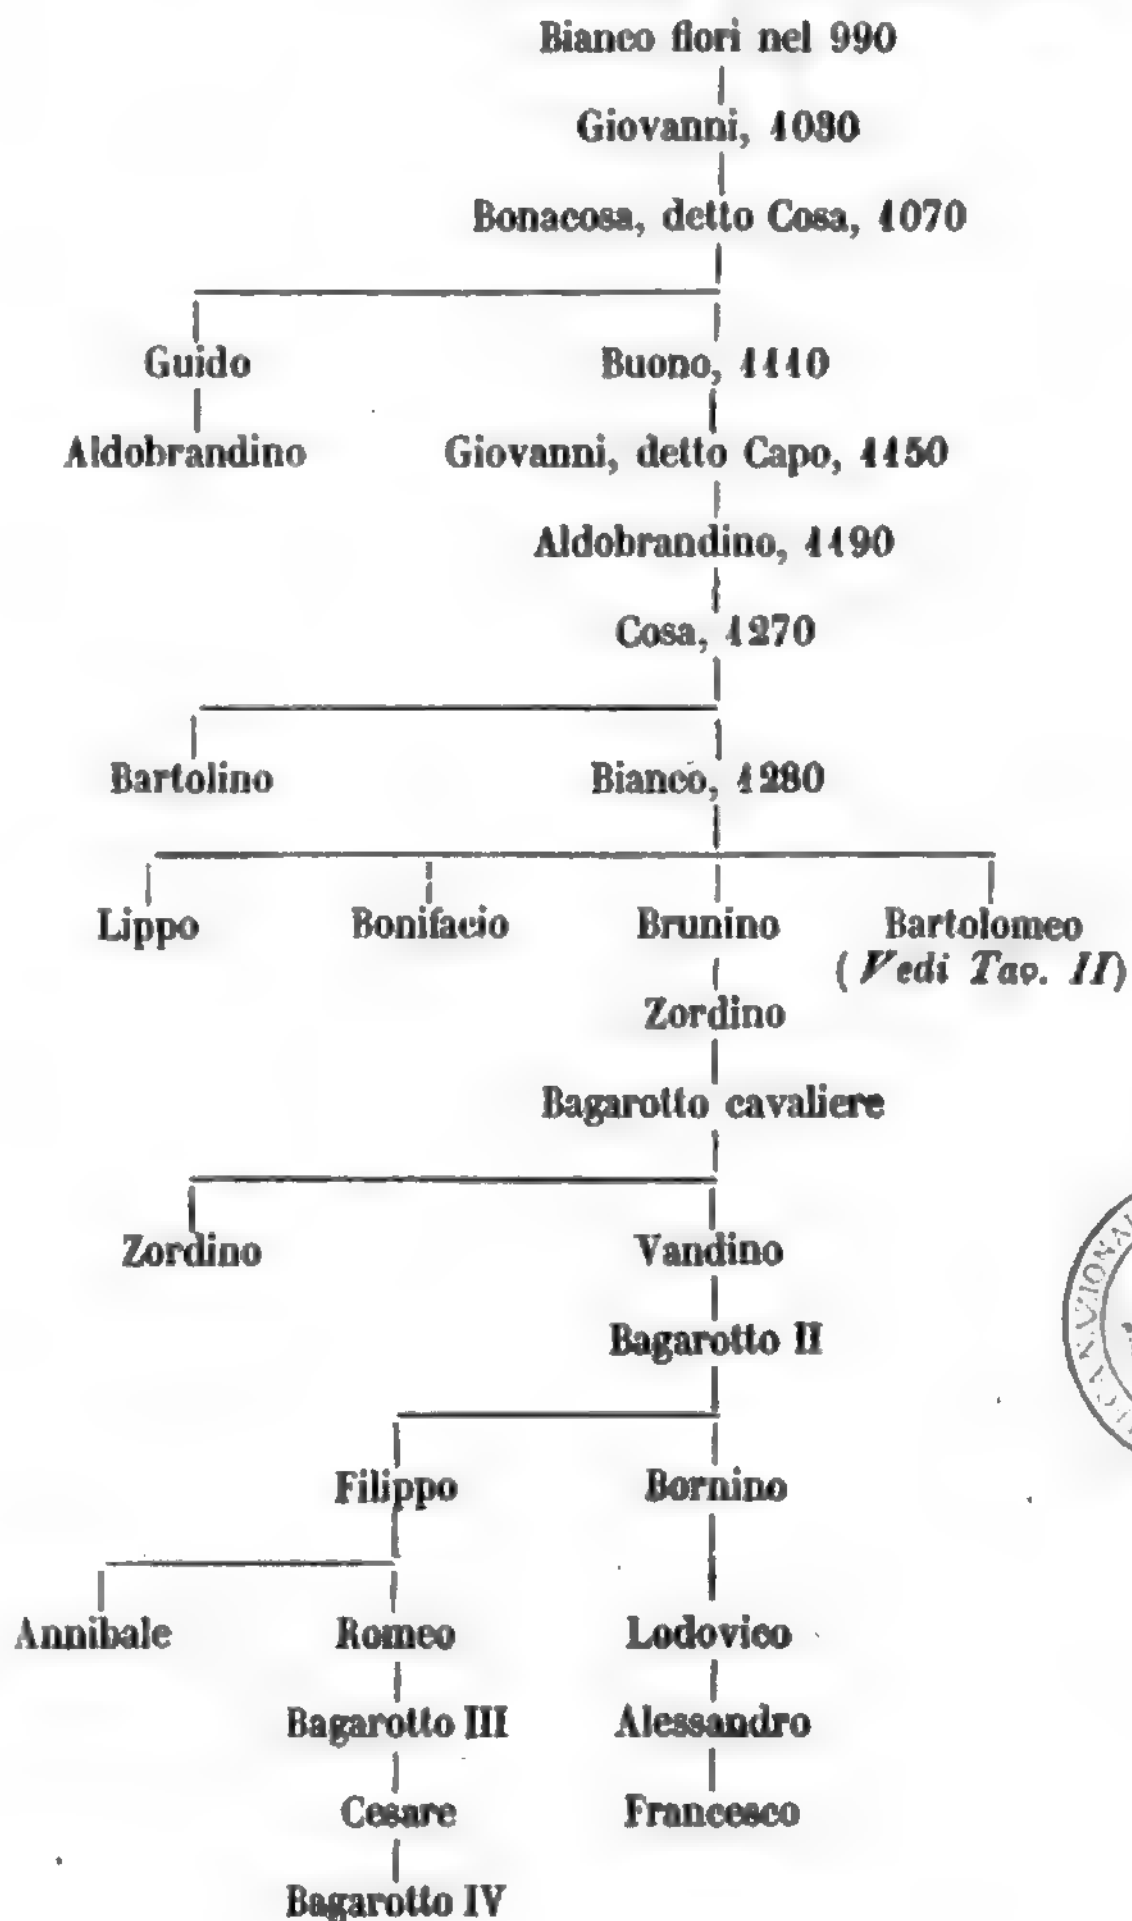 Bianco fiorì nel 990
Giovanni, 1030
Bonacosa, detto Cosa, 1070
Guido Buono, 1110
Aldobrandino Giovanni, detto Capo, 1150
Aldobrandino, 1190
Cosa, 1270
Bartolino Bianco, 1280
Lippo Bonifacio Brunino Bartolomeo
(Vedi Tav. II)
Zordino
Bagarotto cavaliere
Zordino Vandino
Bagarotto II
Filippo Bornino
Annibale Romeo Lodovico
Bagarotto III Alessandro
Cesare Francesco
Bagarotto IV